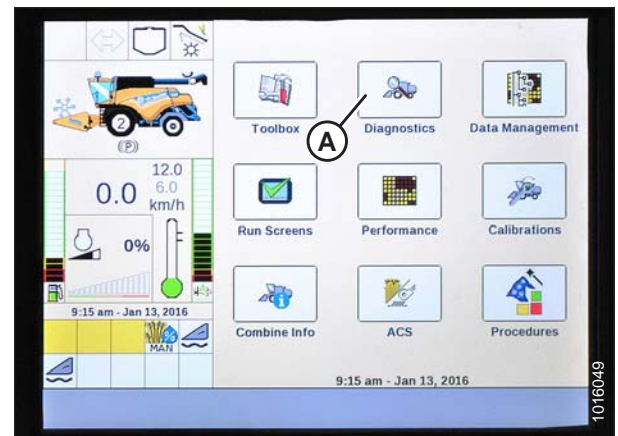 Toolbox
Diagnostics
Data Management
A
2
(P)
12.0
6.0
0.0
km/h
Run Screens
Performance
Calibrations
0%
9:15 am - Jan 13, 2016
MAN
Combine Info
ACS
Procedures
9:15 am - Jan 13, 2016
1016049